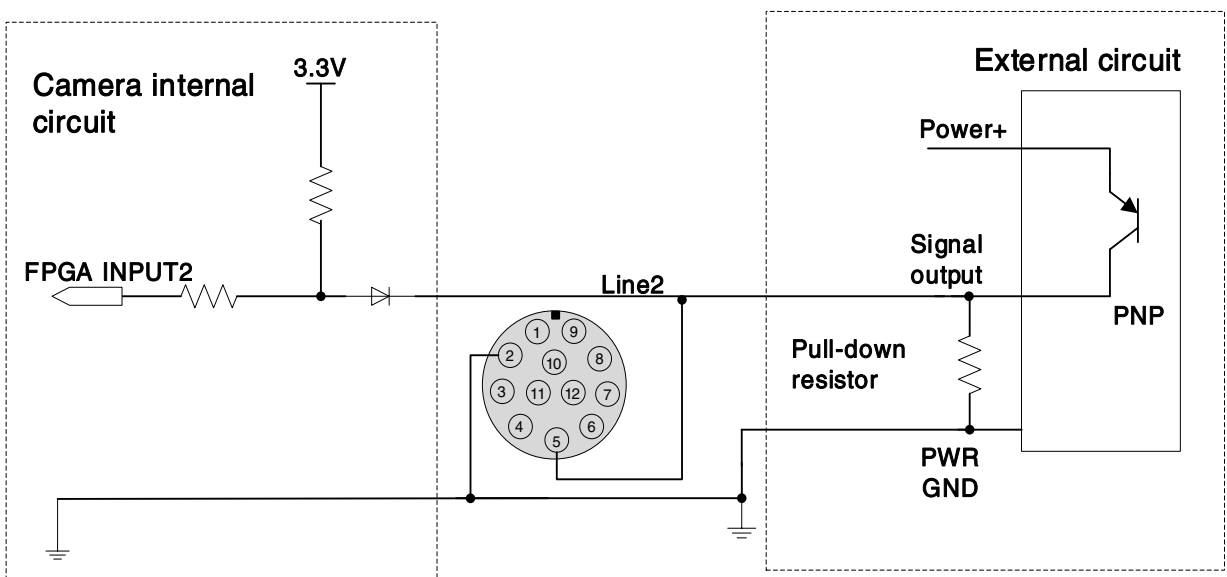 Camera internal
circuit
3.3V
FPGA INPUT2
Line2
1
9
2
10
8
3
11
12
7
4
5
6
External circuit
Power+
Signal
output
PNP
Pull-down
resistor
PWR
GND